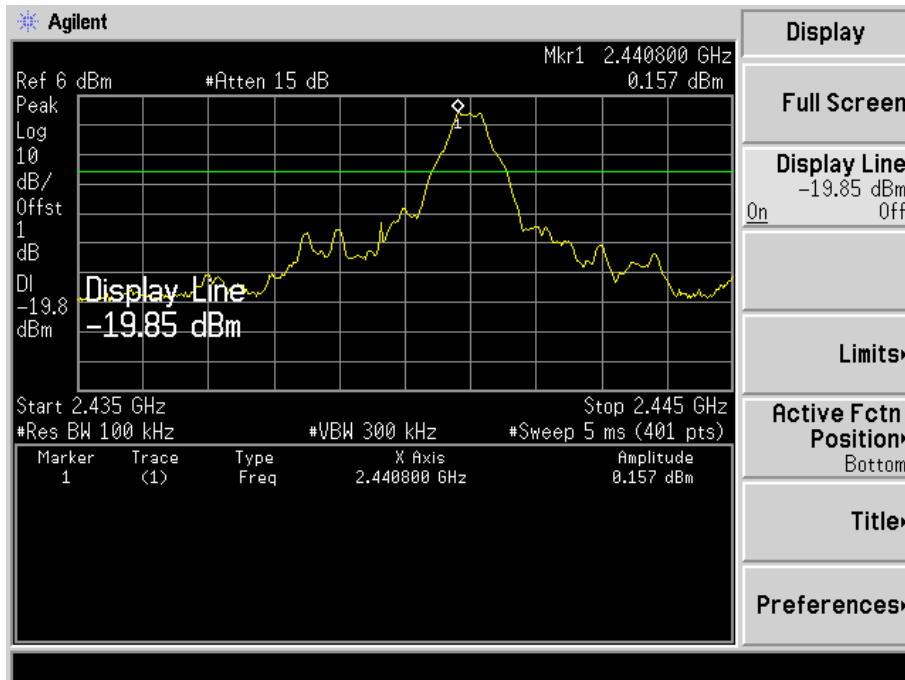 Agilent
Mkr1 2.440800 GHz
Ref 6 dBm #Atten 15 dB 0.157 dBm
Peak
Log
10
dB/
Offst
1
dB
DI
-19.8
dBm
1
Display Line
-19.85 dBm
Start 2.435 GHz Stop 2.445 GHz
#Res BW 100 kHz #VBW 300 kHz #Sweep 5 ms (401 pts)
Marker Trace Type X Axis Amplitude
1 (1) Freq 2.440800 GHz 0.157 dBm
Display
Full Screen
Display Line
-19.85 dBm
On Off
Limits
Active Fctn
Position
Bottom
Title
Preferences